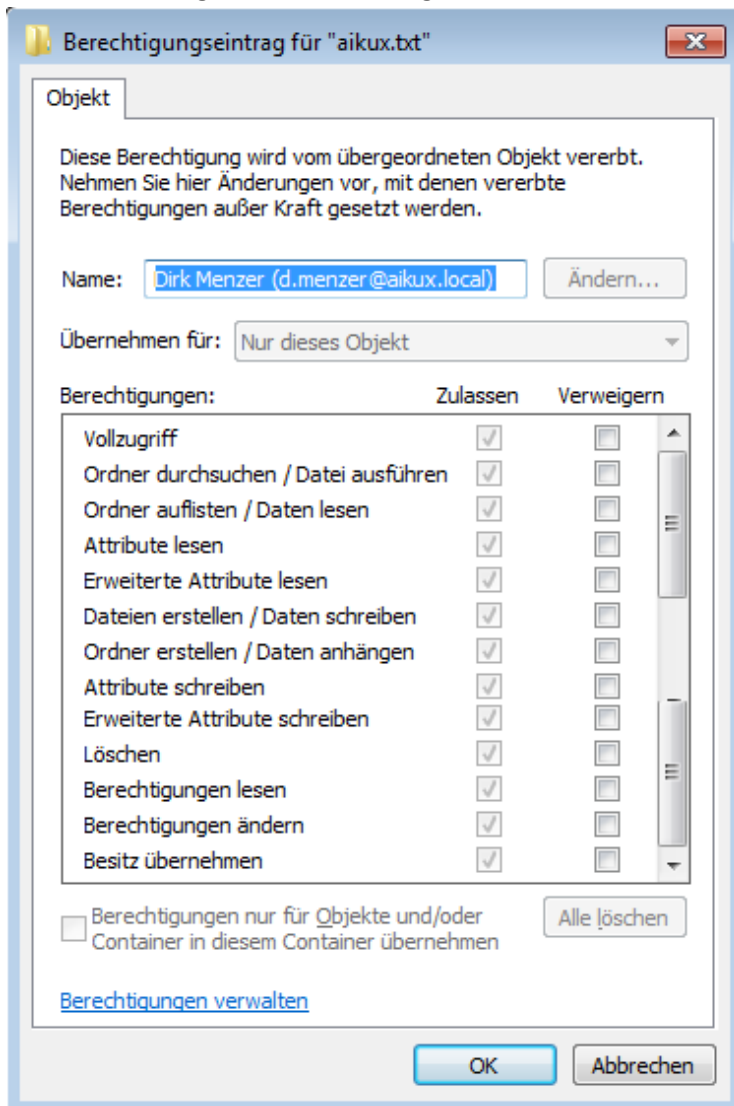 Berechtigungseintrag für "aikux.txt"
Objekt
Diese Berechtigung wird vom übergeordneten Objekt vererbt.
Nehmen Sie hier Änderungen vor, mit denen vererbte
Berechtigungen außer Kraft gesetzt werden.
Name: Dirk Menzer (d.menzer@aikux.local) Ändern...
Übernehmen für: Nur dieses Objekt
Berechtigungen: Zulassen Verweigern
Vollzugriff
Ordner durchsuchen / Datei ausführen
Ordner auflisten / Daten lesen
Attribute lesen
Erweiterte Attribute lesen
Dateien erstellen / Daten schreiben
Ordner erstellen / Daten anhängen
Attribute schreiben
Erweiterte Attribute schreiben
Löschen
Berechtigungen lesen
Berechtigungen ändern
Besitz übernehmen
Berechtigungen nur für Objekte und/oder
Container in diesem Container übernehmen
Alle löschen
Berechtigungen verwalten
OK Abbrechen